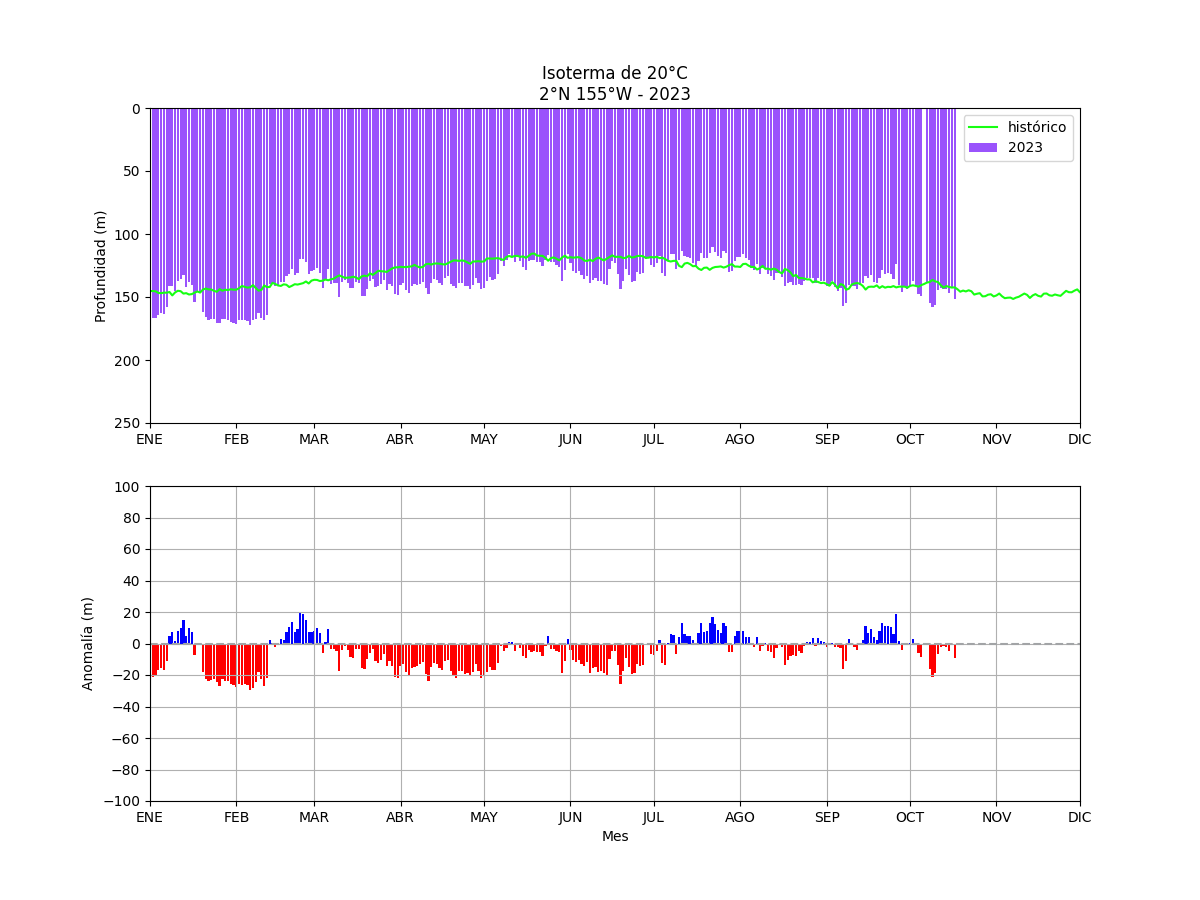 Isoterma de 20°C
2°N 155°W - 2023
histórico
2023
Profundidad (m)
0
50
100
150
200
250
ENE FEB MAR ABR MAY JUN JUL AGO SEP OCT NOV DIC
Anomalía (m)
100
80
60
40
20
0
−20
−40
−60
−80
−100
ENE FEB MAR ABR MAY JUN JUL AGO SEP OCT NOV DIC
Mes